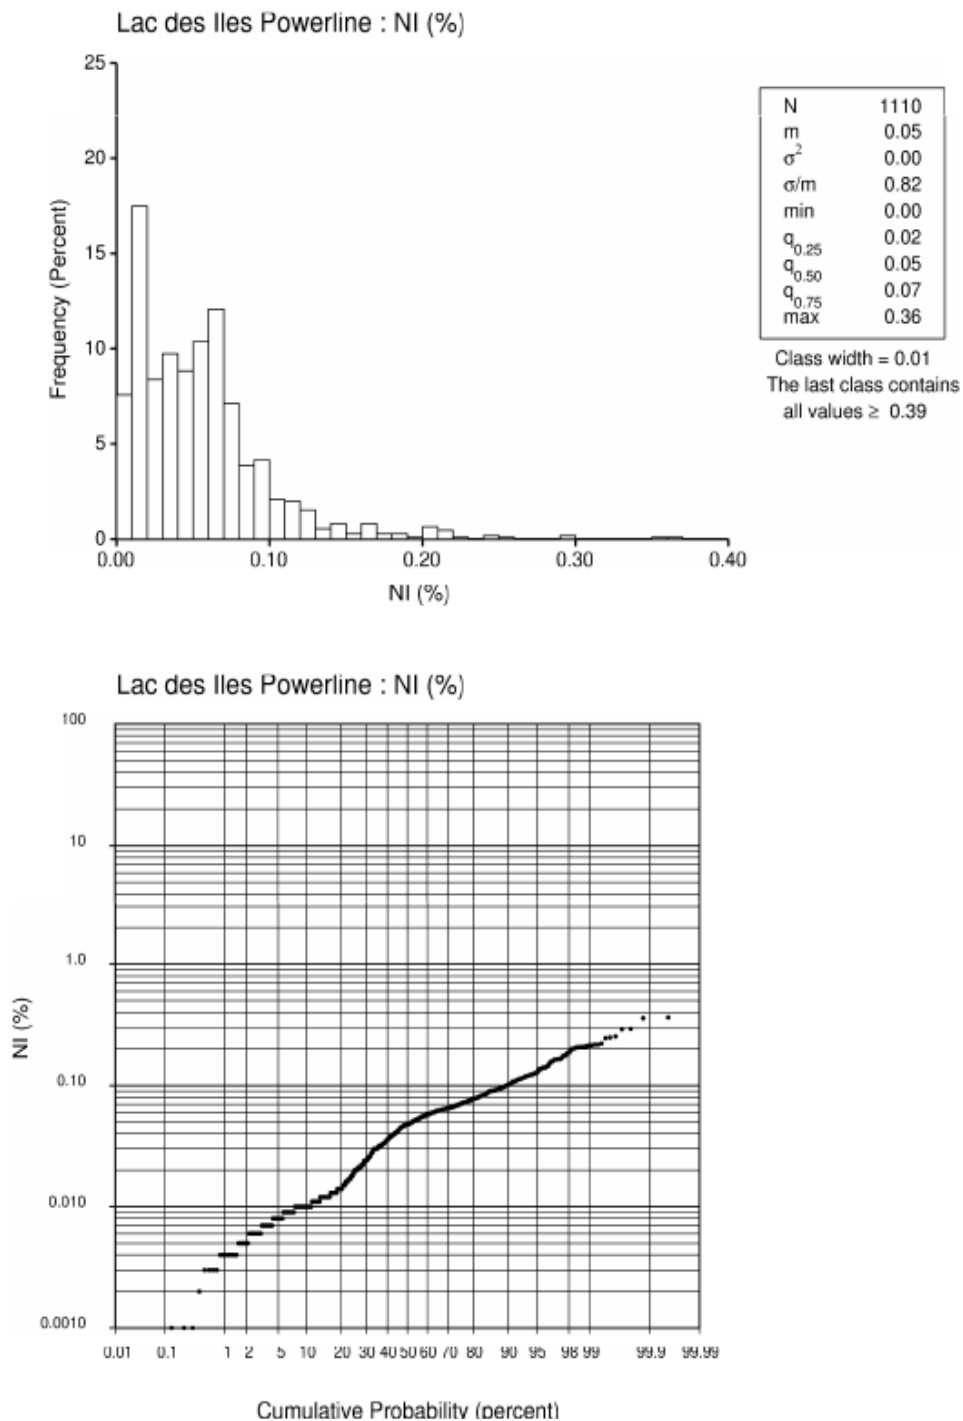 Lac des Iles Powerline : NI (%)
25
20
15
10
5
0
Frequency (Percent)
0.00 0.10 0.20 0.30 0.40
NI (%)
N 1110
m 0.05
σ² 0.00
σ/m 0.82
min 0.00
q0.25 0.02
q0.50 0.05
q0.75 0.07
max 0.36
Class width = 0.01
The last class contains
all values ≥ 0.39
Lac des Iles Powerline : NI (%)
100
10
1.0
0.10
0.010
0.0010
NI (%)
0.01 0.1 1 2 5 10 20 30 40 50 60 70 80 90 95 98 99 99.9 99.99
Cumulative Probability (percent)